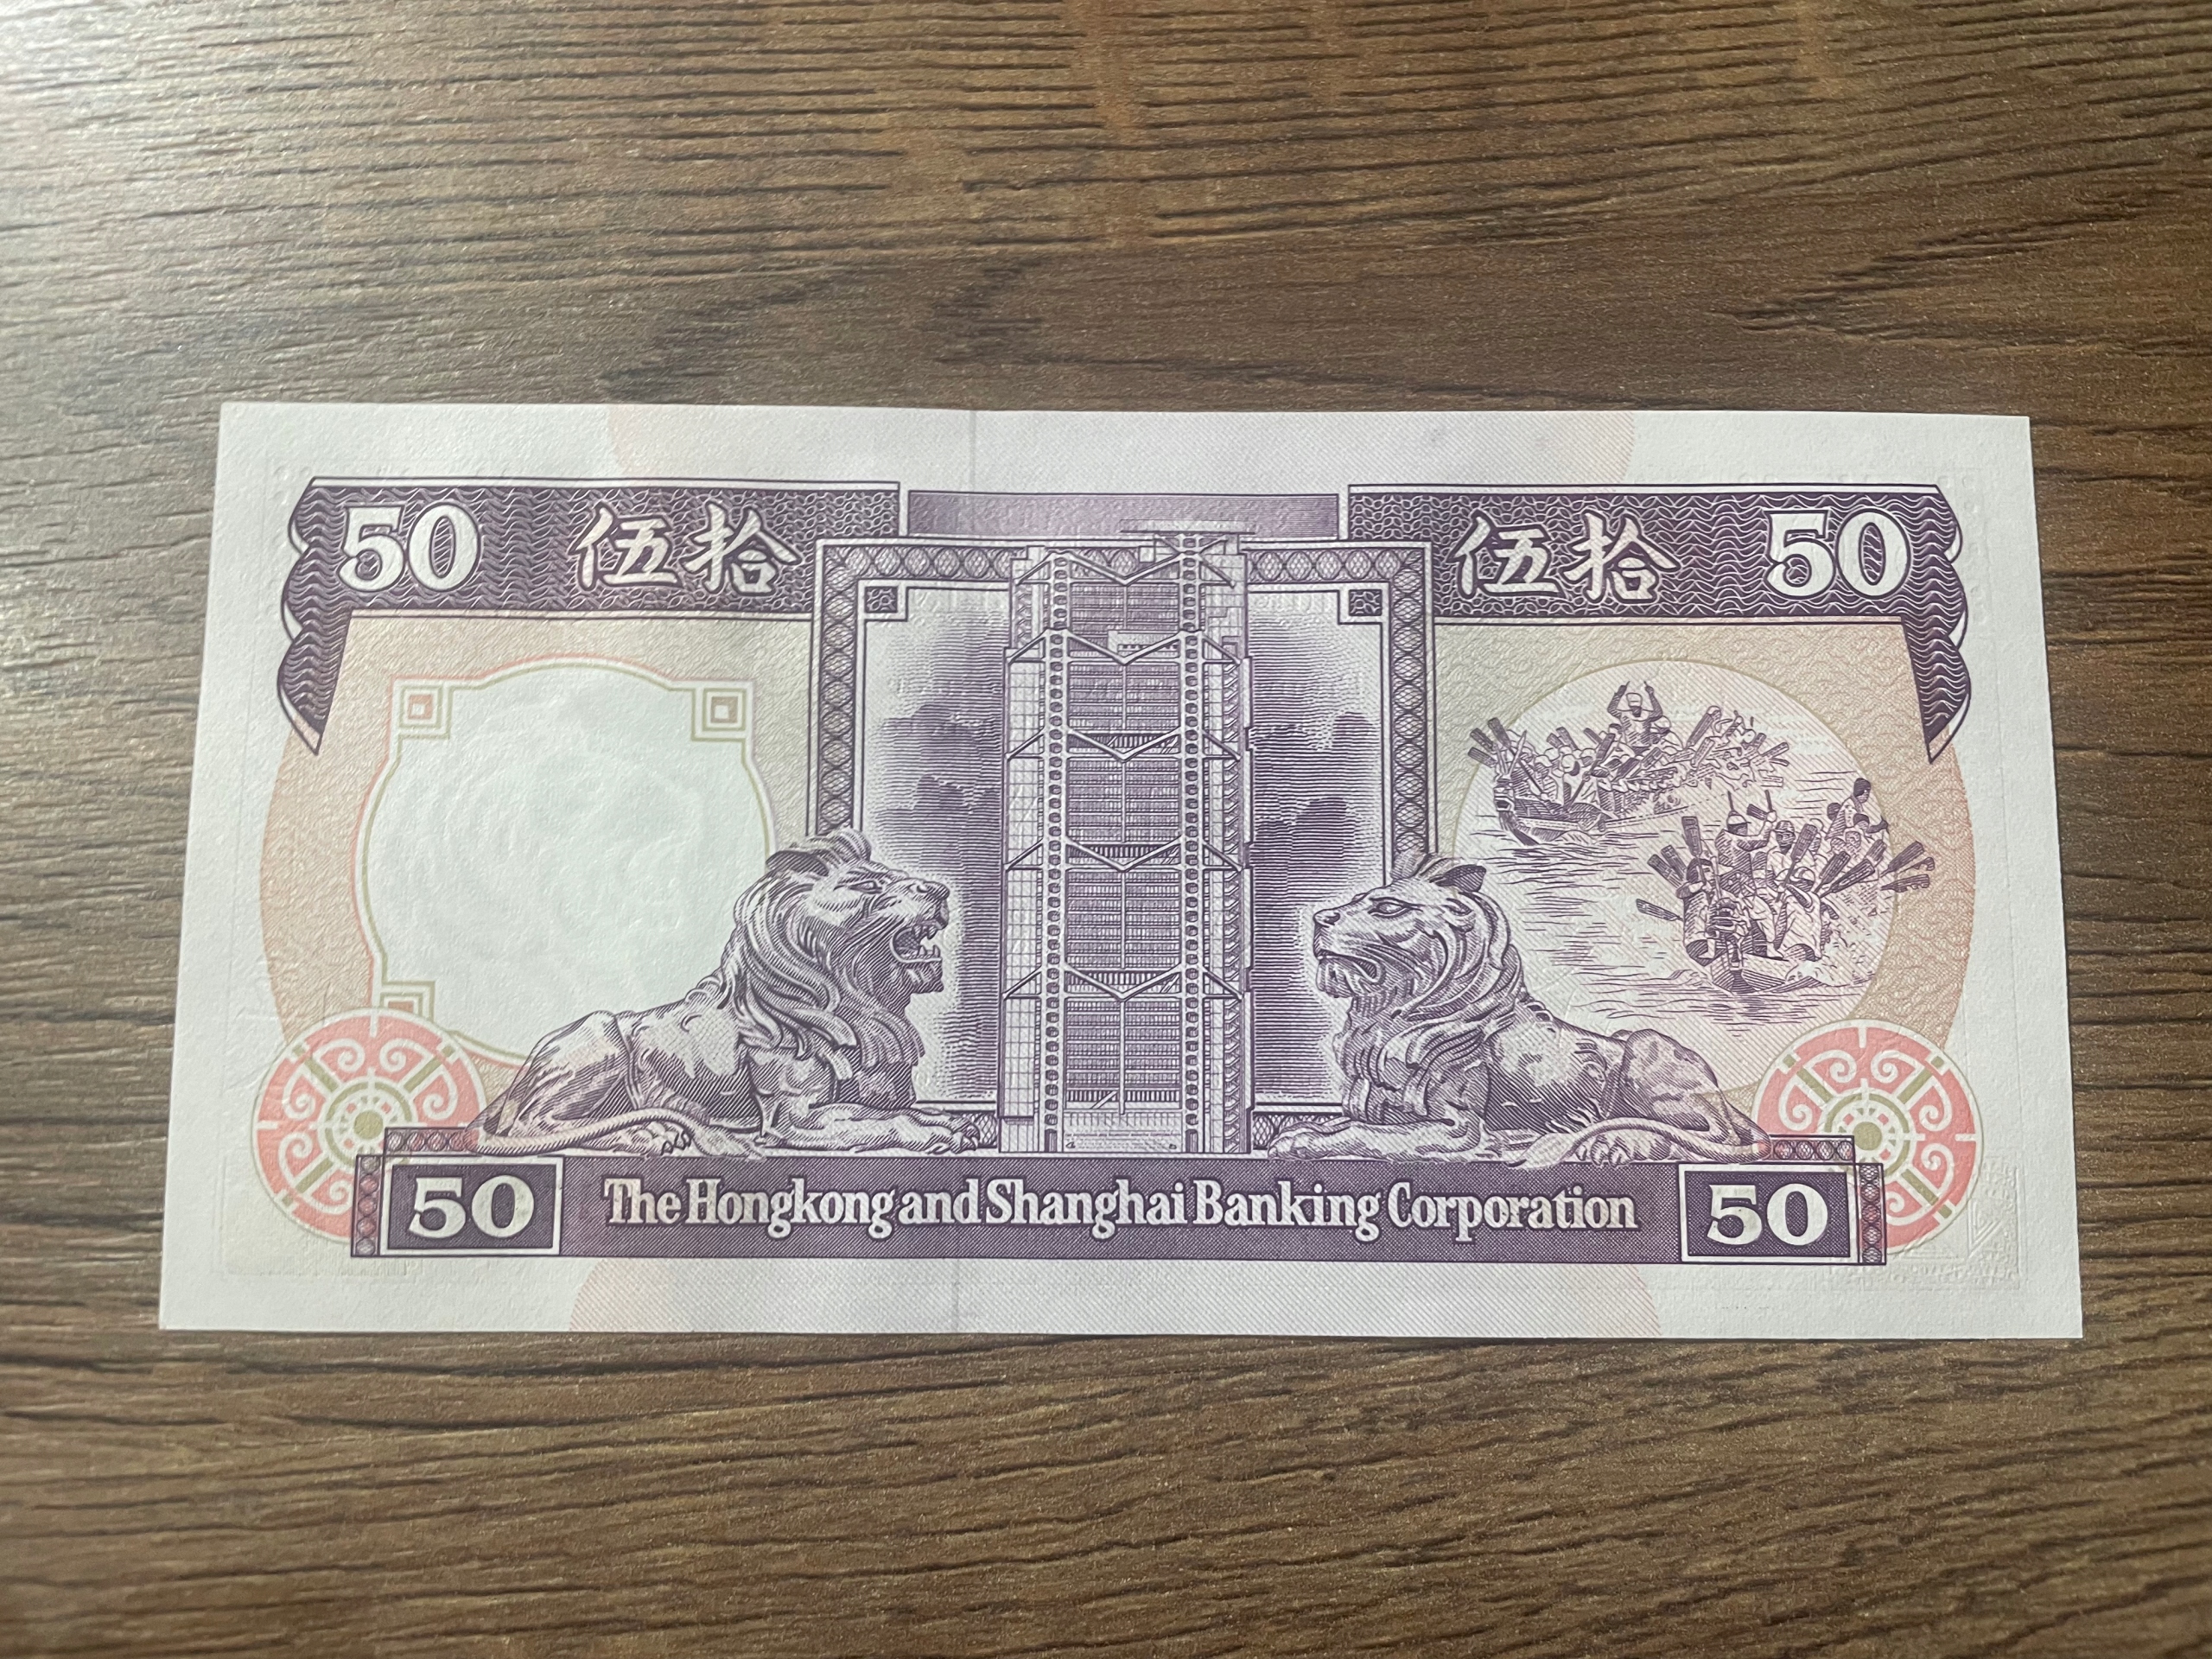 50 伍拾 伍拾 50
50 The Hongkong and Shanghai Banking Corporation 50